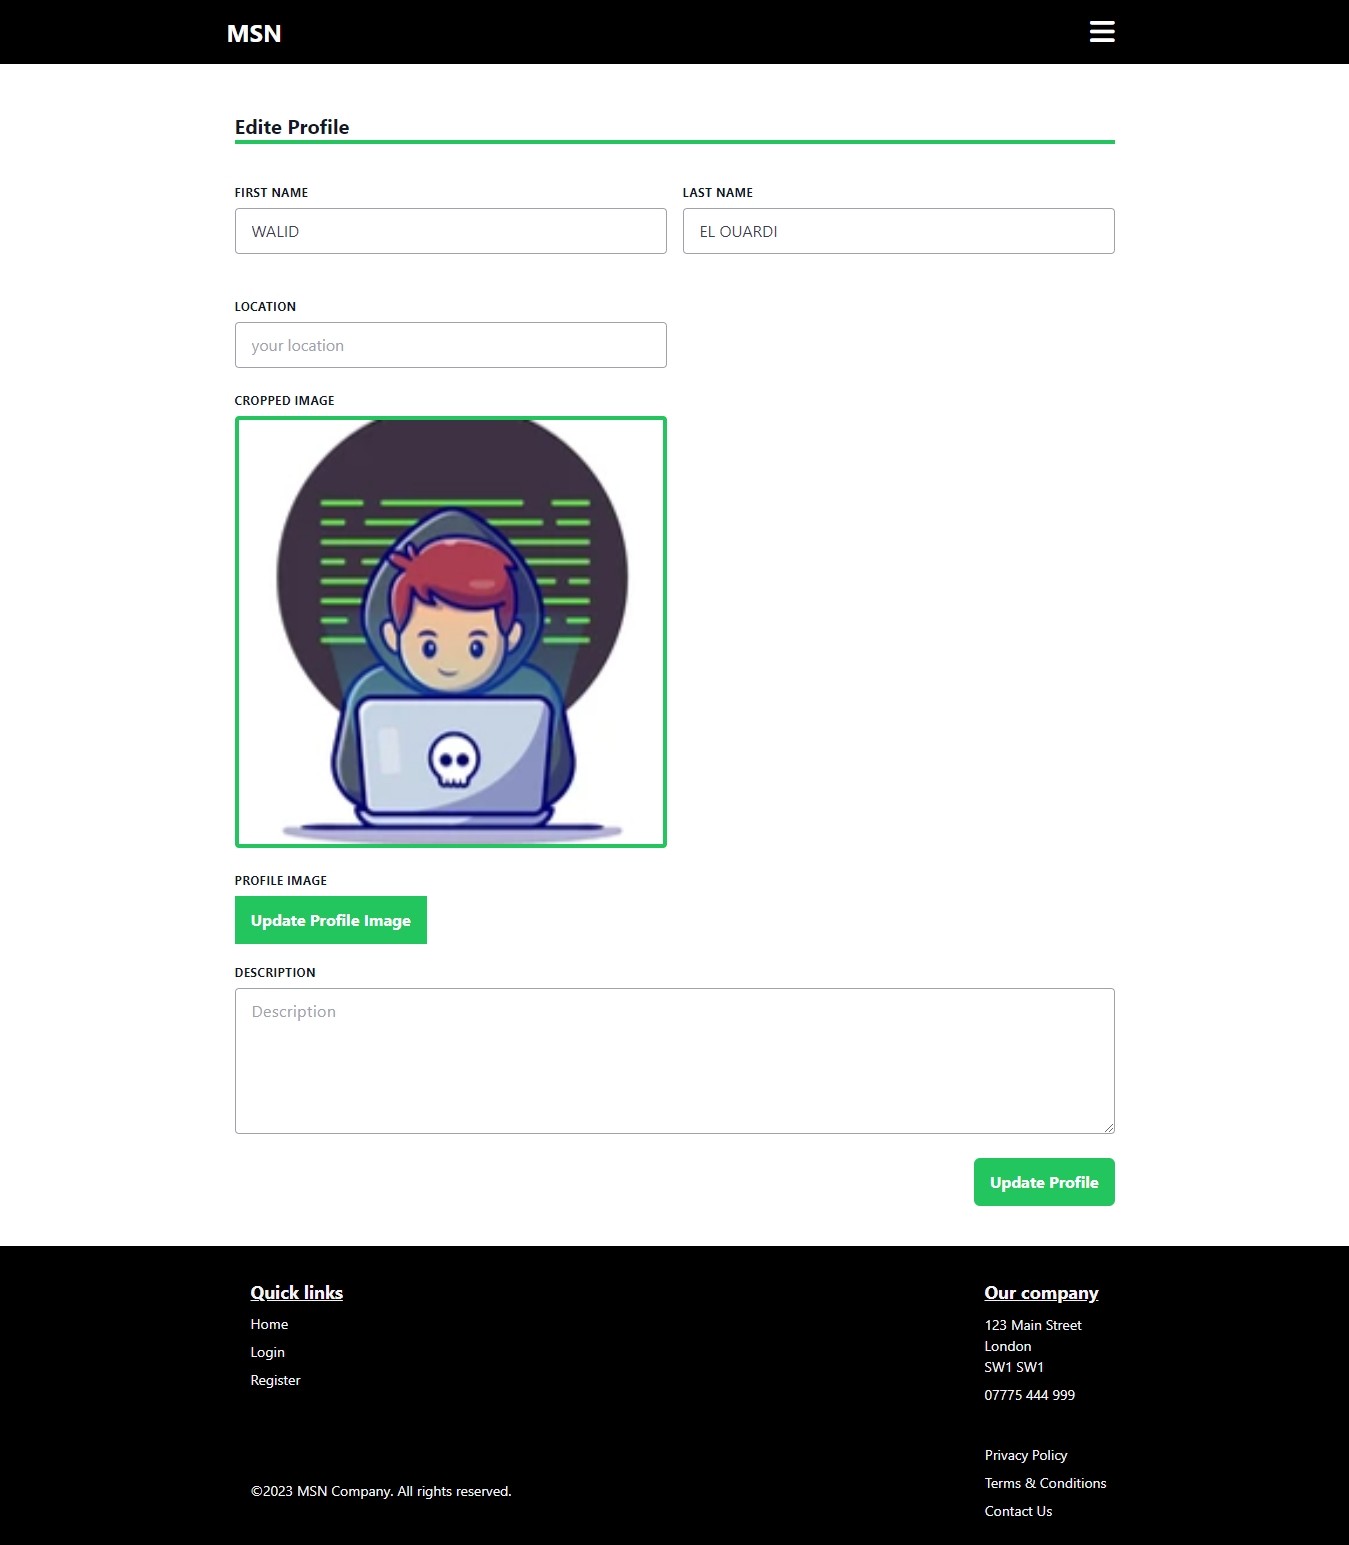 MSN
Edite Profile
FIRST NAME
LAST NAME
WALID
EL OUARDI
LOCATION
your location
CROPPED IMAGE
PROFILE IMAGE
Update Profile Image
DESCRIPTION
Description
Update Profile
Quick links
Home
Login
Register
©2023 MSN Company. All rights reserved.
Our company
123 Main Street
London
SW1 SW1
07775 444 999
Privacy Policy
Terms & Conditions
Contact Us